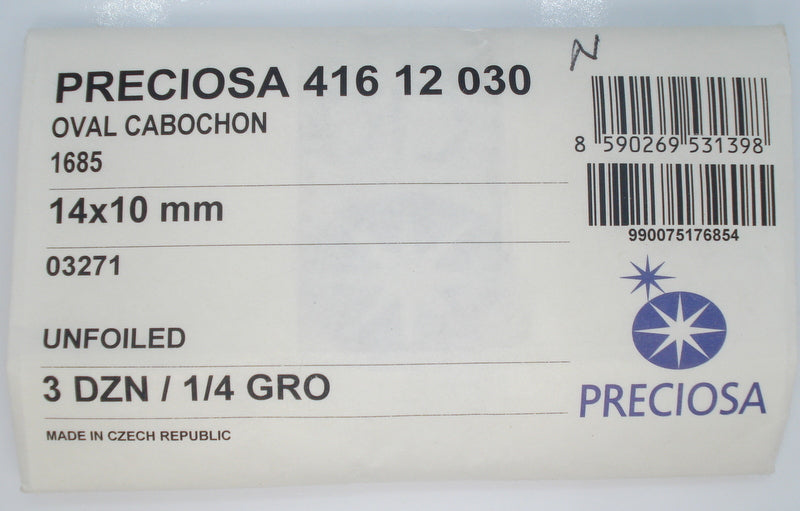 PRECIOSA 416 12 030
OVAL CABOCHON
1685
14x10 mm
03271
UNFOILED
3 DZN / 1/4 GRO
MADE IN CZECH REPUBLIC
N
8 590269 531398
990075176854
PRECIOSA